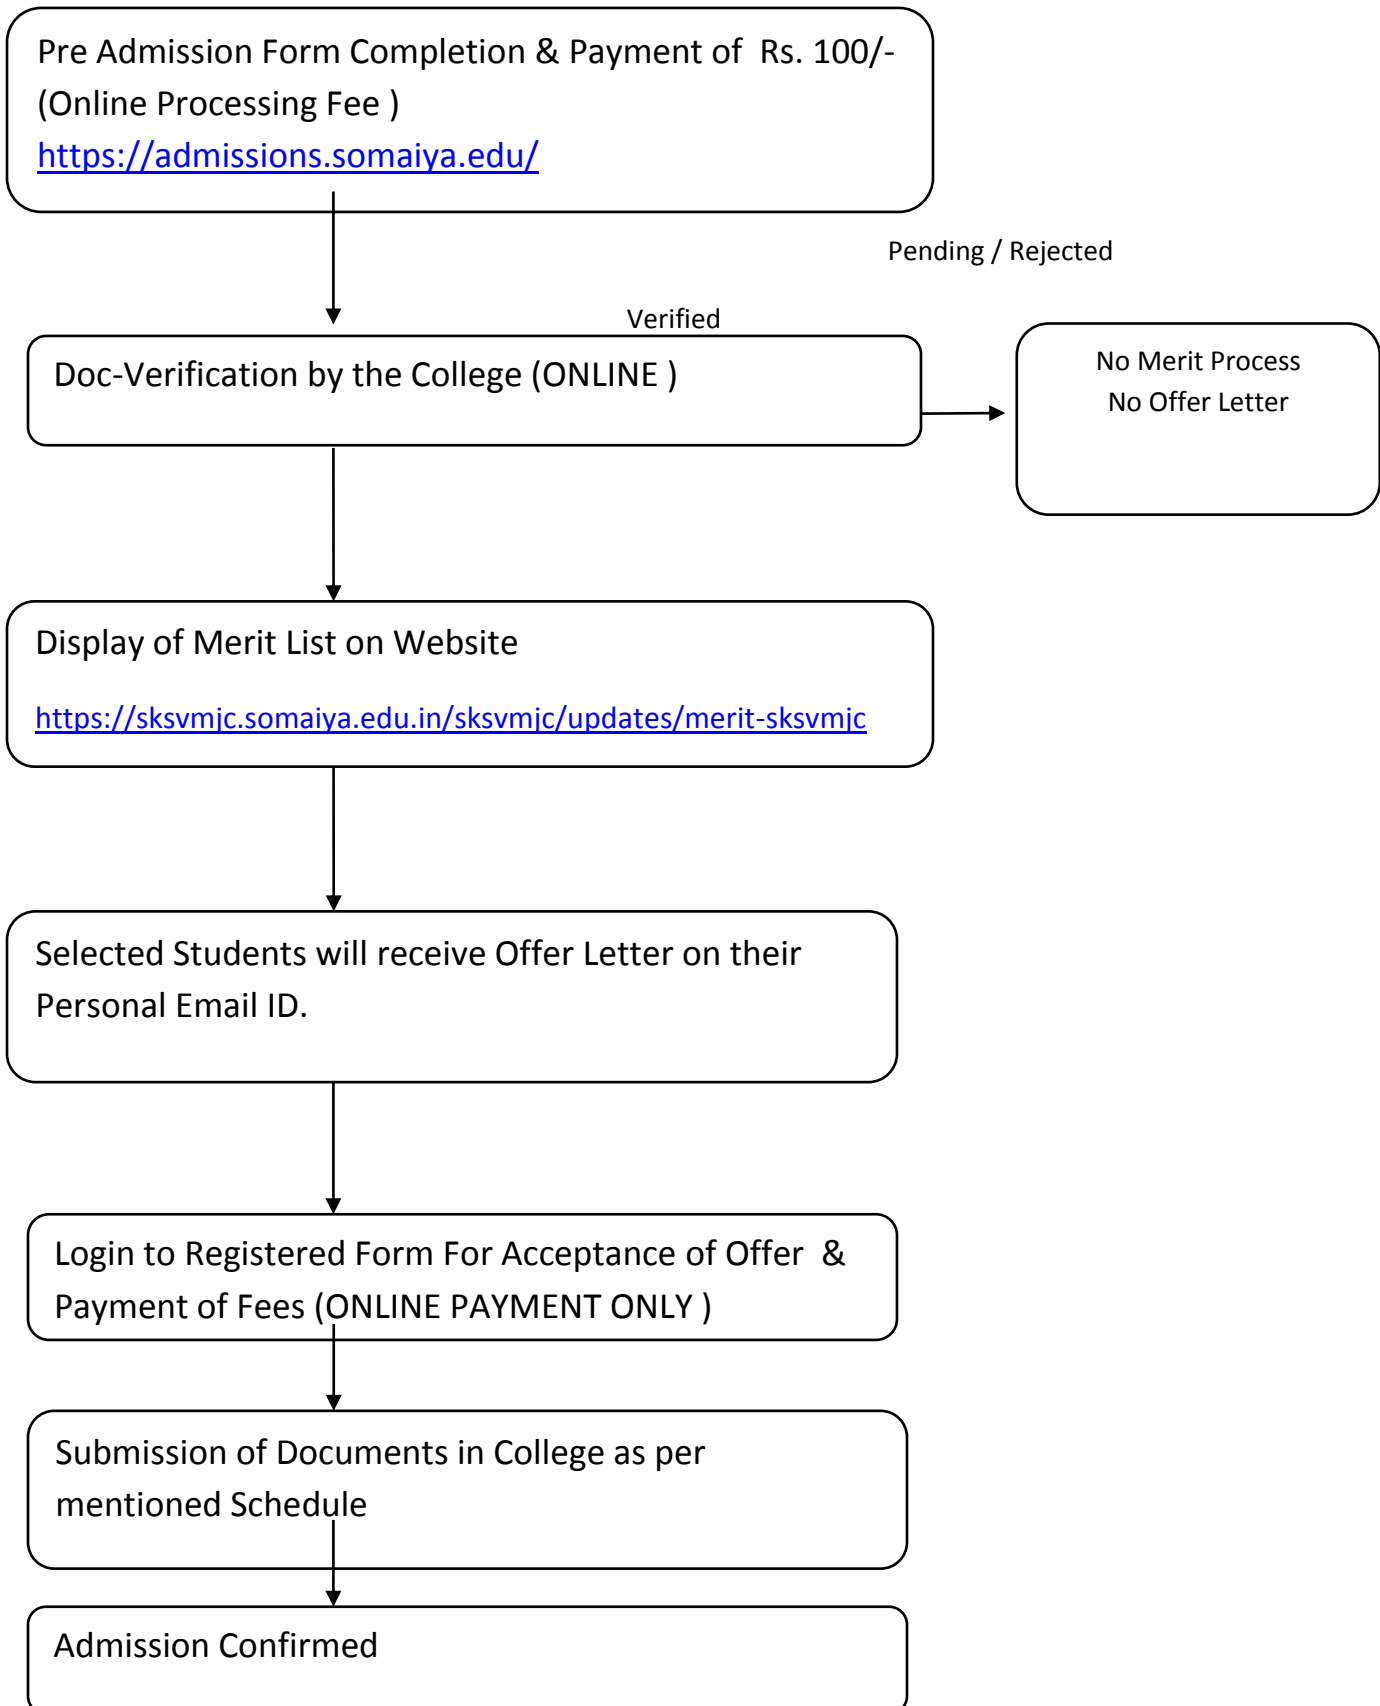 Pre Admission Form Completion & Payment of  Rs. 100/-
(Online Processing Fee )
https://admissions.somaiya.edu/
Pending / Rejected
Verified
Doc-Verification by the College (ONLINE )
No Merit Process
No Offer Letter
Display of Merit List on Website
https://sksvmjc.somaiya.edu.in/sksvmjc/updates/merit-sksvmjc
Selected Students will receive Offer Letter on their
Personal Email ID.
Login to Registered Form For Acceptance of Offer  &
Payment of Fees (ONLINE PAYMENT ONLY )
Submission of Documents in College as per
mentioned Schedule
Admission Confirmed